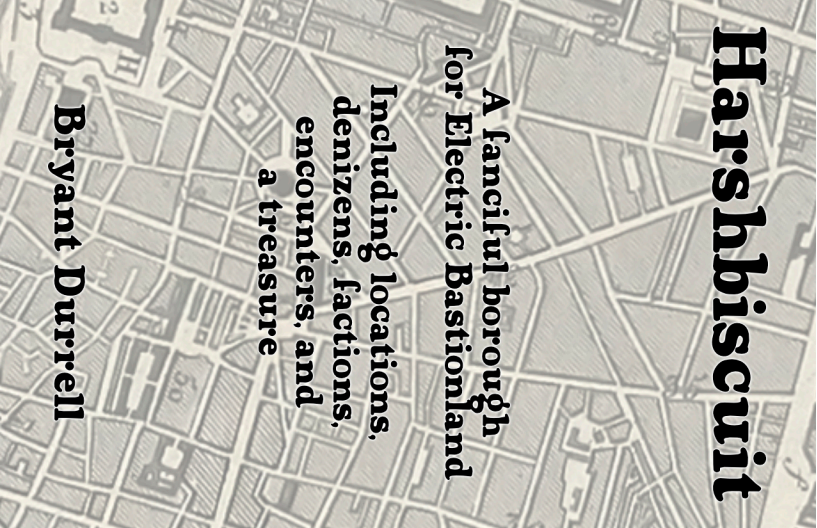 Harshbiscuit
A fanciful borough
for Electric Bastionland
Including locations,
denizens, factions,
encounters, and
a treasure
Bryant Durrell